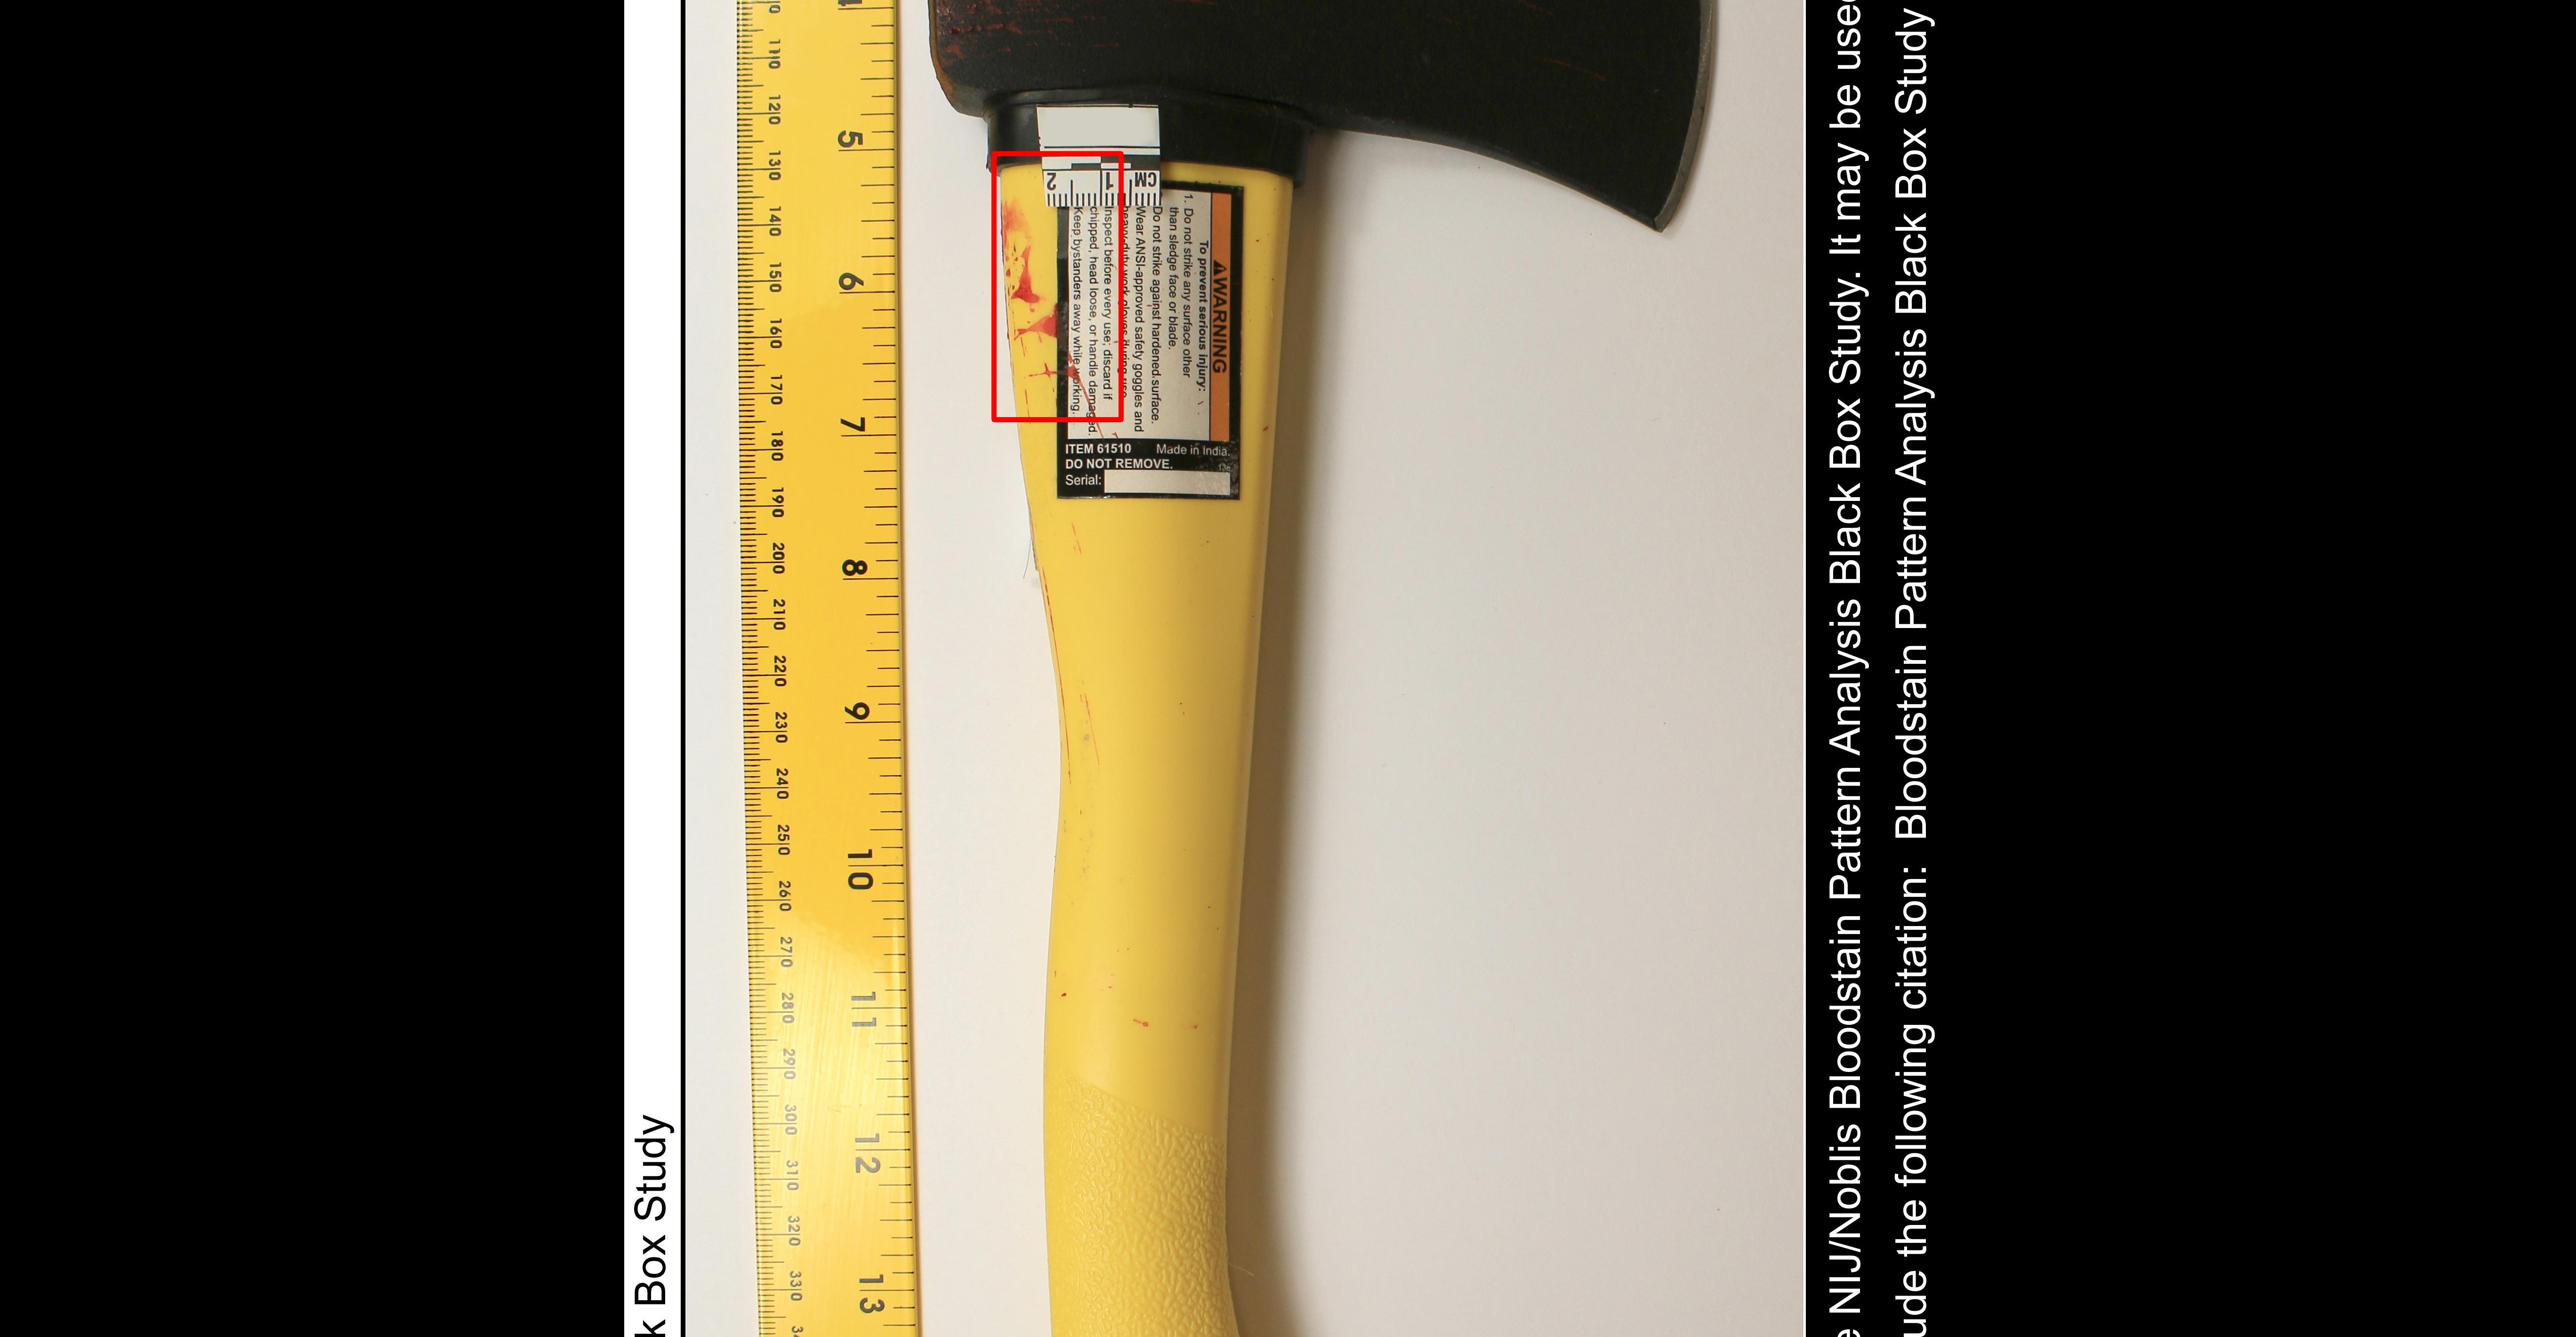 k Box Study
110
120
130
140
150
160
170
180
190
200
210
220
230
240
250
260
270
280
290
300
310
320
330
5
6
7
8
9
10
11
12
13
CM
1
2
⚠WARNING
To prevent serious injury:
1. Do not strike any surface other
than sledge face or blade.
Do not strike against hardened surface.
Wear ANSI-approved safety goggles and
heavy-duty work gloves during use.
Inspect before every use; discard if
chipped, head loose, or handle damaged.
Keep bystanders away while working.
ITEM 61510 Made in India.
DO NOT REMOVE.
Serial:
NIJ/Noblis Bloodstain Pattern Analysis Black Box Study. It may be used
ude the following citation: Bloodstain Pattern Analysis Black Box Study